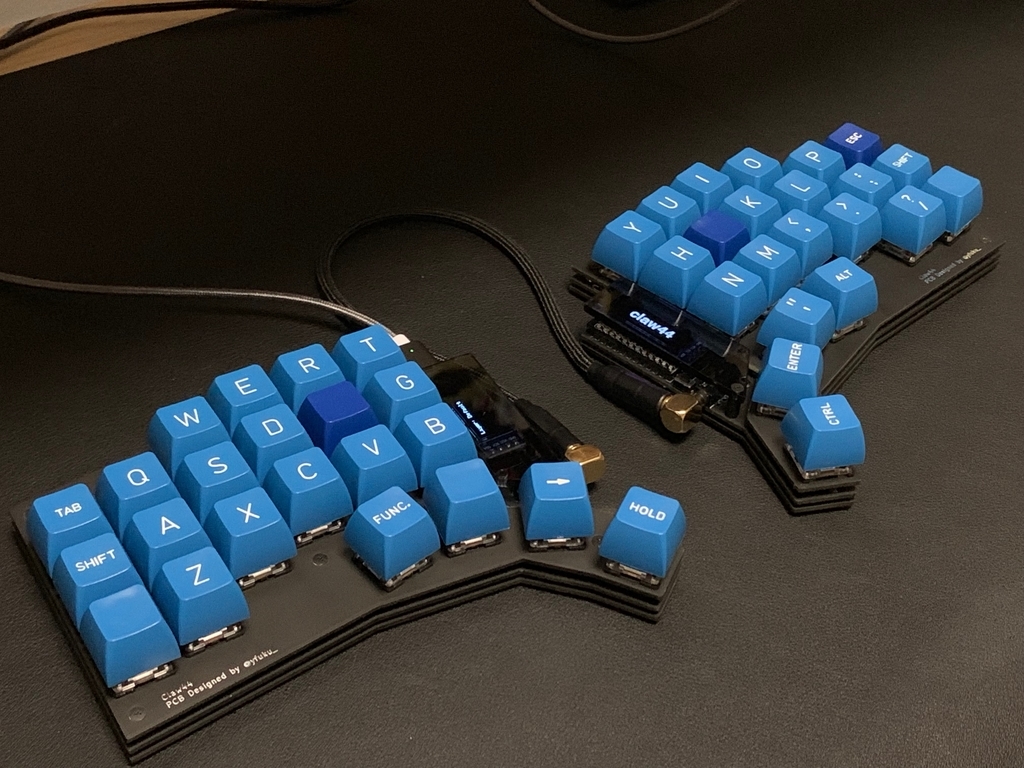 TAB
Q
W
E
R
T
SHIFT
A
S
D
G
Z
X
C
V
B
FUNC.
→
HOLD
Claw44
PCB Designed by @yfuku_
Y
U
I
O
P
ESC
H
K
L
: ;
SHIFT
N
M
< ,
> .
? /
" '
ALT
ENTER
CTRL
claw44